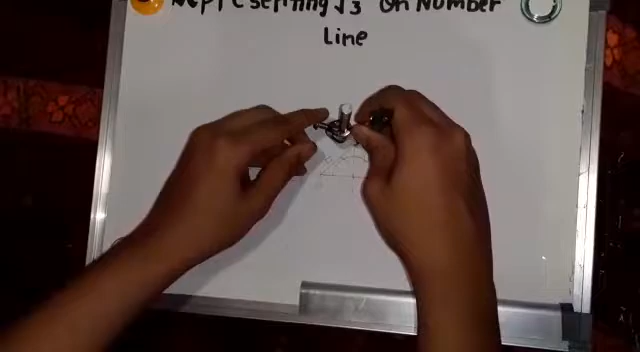 Representing √3 on Number
Line